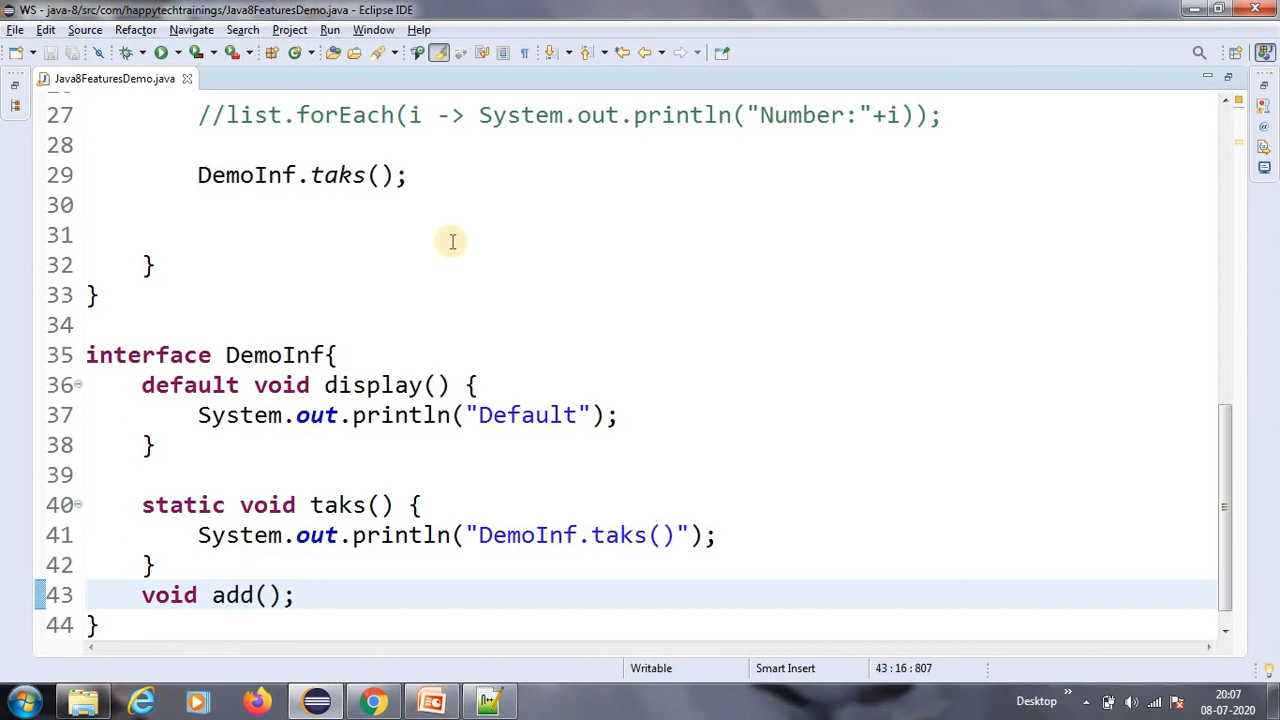 WS - java-8/src/com/happytechtrainings/Java8FeaturesDemo.java - Eclipse IDE
File Edit Source Refactor Navigate Search Project Run Window Help
Java8FeaturesDemo.java
27 //list.forEach(i -> System.out.println("Number:"+i));
28
29 DemoInf.taks();
30
31
32 }
33 }
34
35 interface DemoInf{
36 default void display() {
37 System.out.println("Default");
38 }
39
40 static void taks() {
41 System.out.println("DemoInf.taks()");
42 }
43 void add();
44 }
Writable Smart Insert 43 : 16 : 807
Desktop » 20:07
08-07-2020